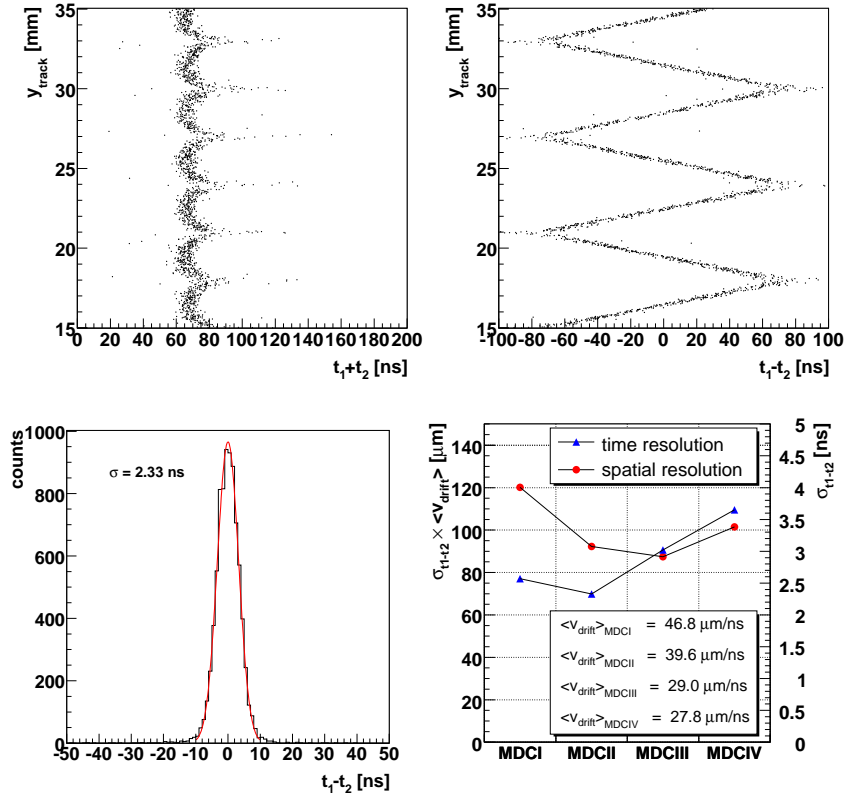 y_track [mm]
35
30
25
20
15
0 20 40 60 80 100 120 140 160 180 200
t_1+t_2 [ns]
y_track [mm]
35
30
25
20
15
-100 -80 -60 -40 -20 0 20 40 60 80 100
t_1-t_2 [ns]
counts
1000
800
600
400
200
0
σ = 2.33 ns
-50 -40 -30 -20 -10 0 10 20 30 40 50
t_1-t_2 [ns]
σ_t1-t2 × <v_drift> [μm]
140
120
100
80
60
40
20
0
time resolution
spatial resolution
<v_drift>_MDCI = 46.8 μm/ns
<v_drift>_MDCII = 39.6 μm/ns
<v_drift>_MDCIII = 29.0 μm/ns
<v_drift>_MDCIV = 27.8 μm/ns
MDCI MDCII MDCIII MDCIV
5
4.5
4
3.5
3
2.5
2
1.5
1
0.5
0
σ_t1-t2 [ns]